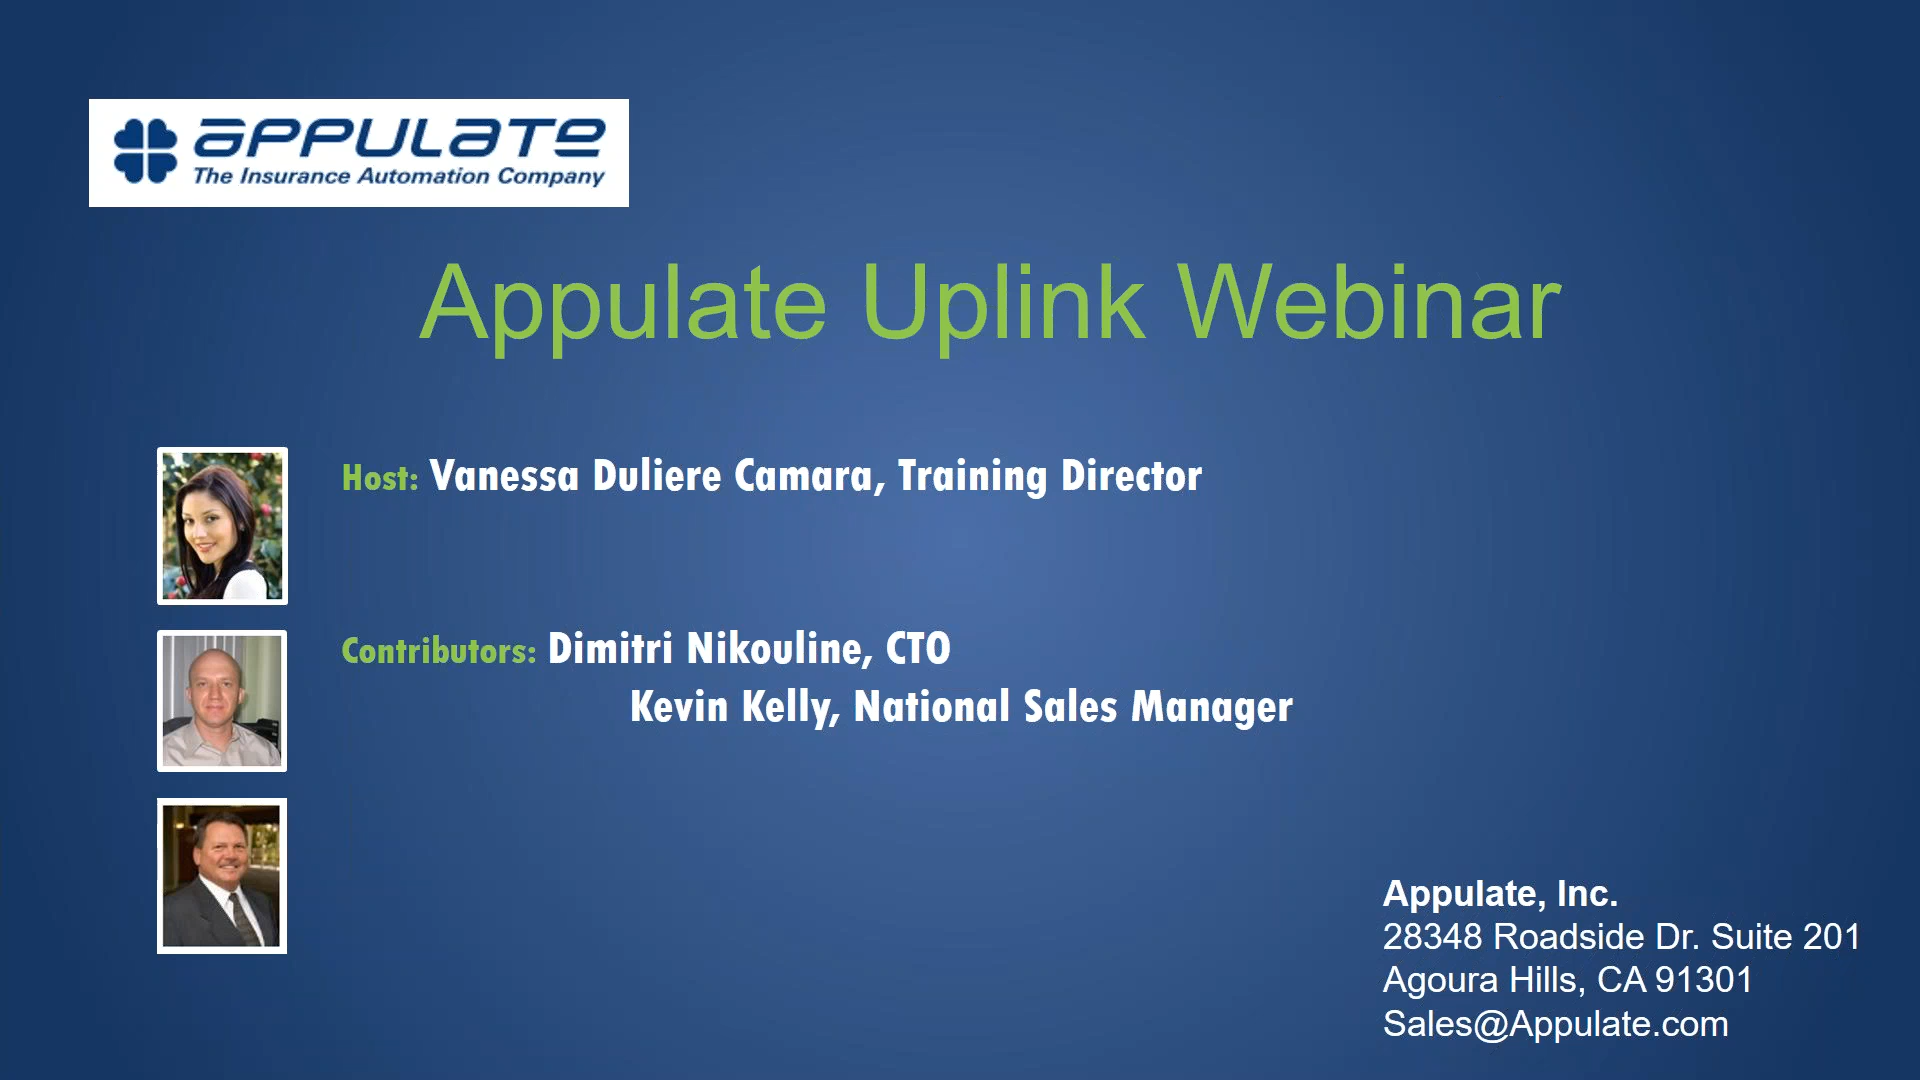 APPULATE
The Insurance Automation Company
Appulate Uplink Webinar
Host: Vanessa Duliere Camara, Training Director
Contributors: Dimitri Nikouline, CTO
Kevin Kelly, National Sales Manager
Appulate, Inc.
28348 Roadside Dr. Suite 201
Agoura Hills, CA 91301
Sales@Appulate.com